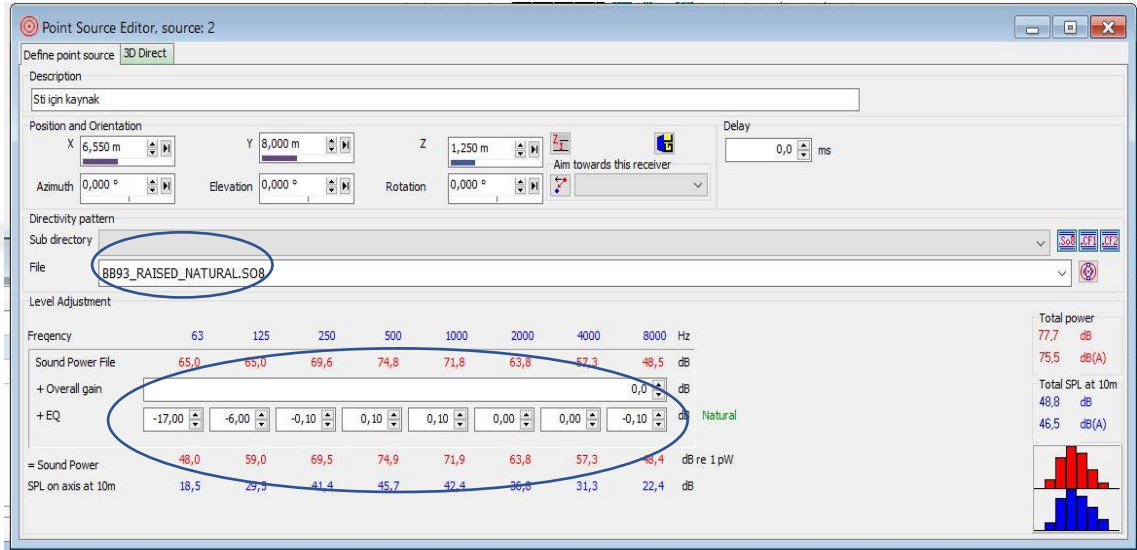 Point Source Editor, source: 2
Define point source 3D Direct
Description
Sti için kaynak
Position and Orientation
X 6,550 m Y 8,000 m Z 1,250 m
Aim towards this receiver
Azimuth 0,000 ° Elevation 0,000 ° Rotation 0,000 °
Delay
0,0 ms
Directivity pattern
Sub directory
.So8 .CF1 .CF2
File BB93_RAISED_NATURAL.SO8
Level Adjustment
Freqency 63 125 250 500 1000 2000 4000 8000 Hz
Sound Power File 65,0 65,0 69,6 74,8 71,8 63,8 57,3 48,5 dB
+ Overall gain 0,0 dB
+ EQ -17,00 -6,00 -0,10 0,10 0,10 0,00 0,00 -0,10 dB Natural
= Sound Power 48,0 59,0 69,5 74,9 71,9 63,8 57,3 48,4 dB re 1 pW
SPL on axis at 10m 18,5 29,5 41,4 45,7 42,4 36,8 31,3 22,4 dB
Total power
77,7 dB
75,5 dB(A)
Total SPL at 10m
48,8 dB
46,5 dB(A)